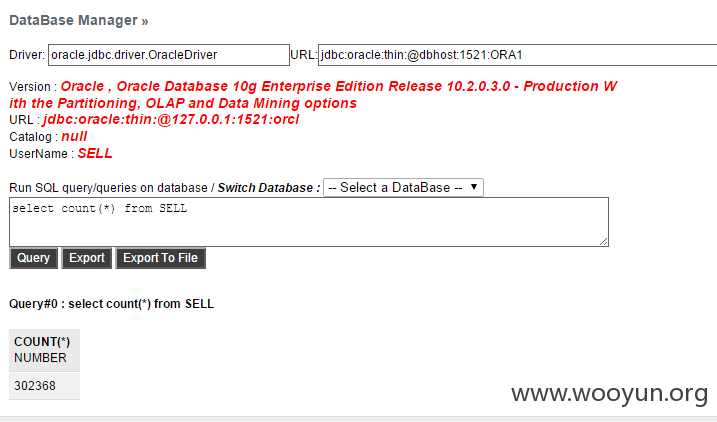 DataBase Manager »
Driver: oracle.jdbc.driver.OracleDriver URL: jdbc:oracle:thin:@dbhost:1521:ORA1
Version : Oracle , Oracle Database 10g Enterprise Edition Release 10.2.0.3.0 - Production W
ith the Partitioning, OLAP and Data Mining options
URL : jdbc:oracle:thin:@127.0.0.1:1521:orcl
Catalog : null
UserName : SELL
Run SQL query/queries on database / Switch Database : -- Select a DataBase --
select count(*) from SELL
Query Export Export To File
Query#0 : select count(*) from SELL
COUNT(*)
NUMBER
302368
www.wooyun.org